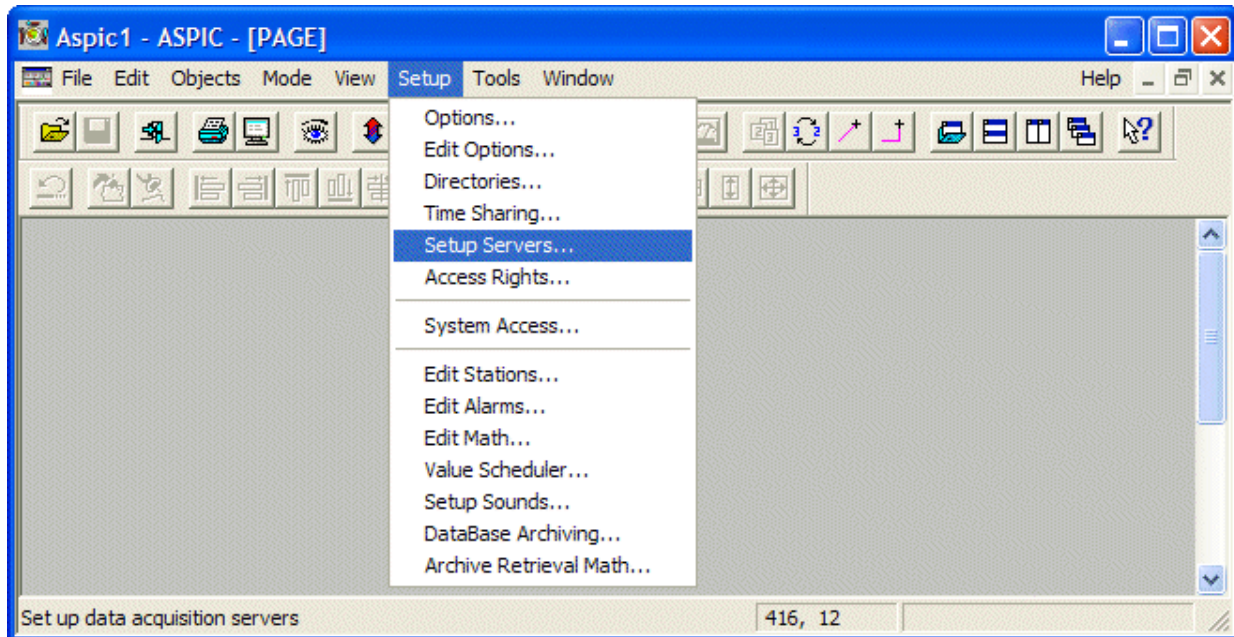 Aspic1 - ASPIC - [PAGE]
File Edit Objects Mode View Setup Tools Window Help
Options...
Edit Options...
Directories...
Time Sharing...
Setup Servers...
Access Rights...
System Access...
Edit Stations...
Edit Alarms...
Edit Math...
Value Scheduler...
Setup Sounds...
DataBase Archiving...
Archive Retrieval Math...
Set up data acquisition servers 416, 12